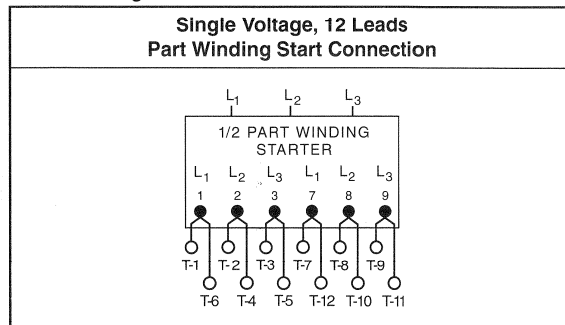 Single Voltage, 12 Leads
Part Winding Start Connection
L1 L2 L3
1/2 PART WINDING
STARTER
L1 L2 L3 L1 L2 L3
1 2 3 7 8 9
T-1 T-2 T-3 T-7 T-8 T-9
T-6 T-4 T-5 T-12 T-10 T-11